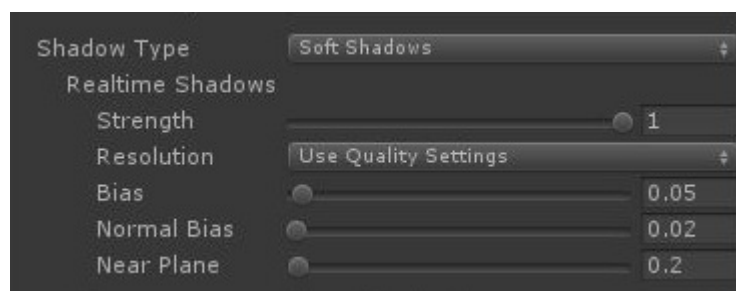 Shadow Type Soft Shadows
Realtime Shadows
Strength 1
Resolution Use Quality Settings
Bias 0.05
Normal Bias 0.02
Near Plane 0.2